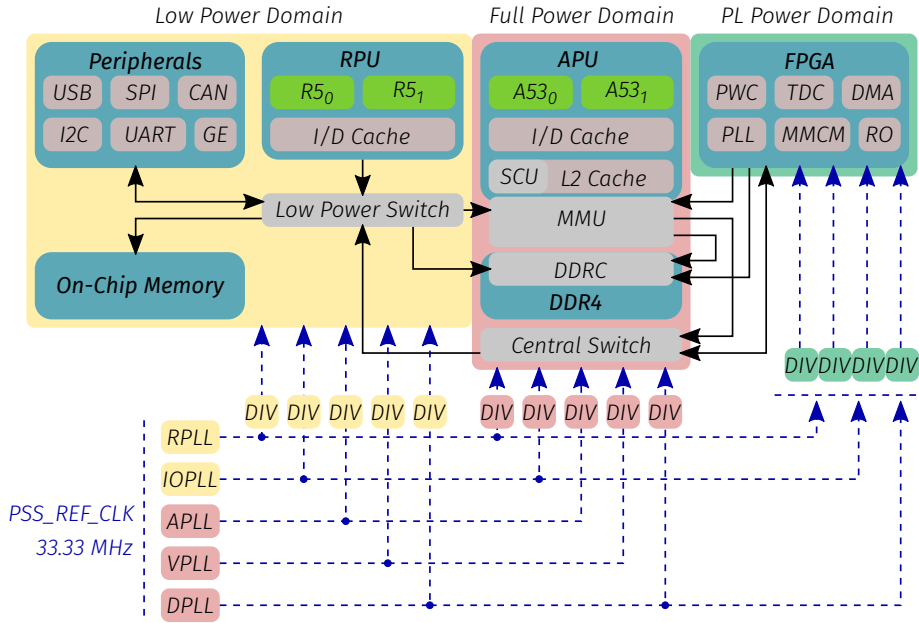 Low Power Domain
Full Power Domain
PL Power Domain
Peripherals
USB SPI CAN
I2C UART GE
RPU
R5₀ R5₁
I/D Cache
APU
A53₀ A53₁
I/D Cache
SCU L2 Cache
FPGA
PWC TDC DMA
PLL MMCM RO
Low Power Switch
MMU
On-Chip Memory
DDRC
DDR4
Central Switch
DIV DIV DIV DIV
DIV DIV DIV DIV DIV
DIV DIV DIV DIV DIV
PSS_REF_CLK
33.33 MHz
RPLL
IOPLL
APLL
VPLL
DPLL